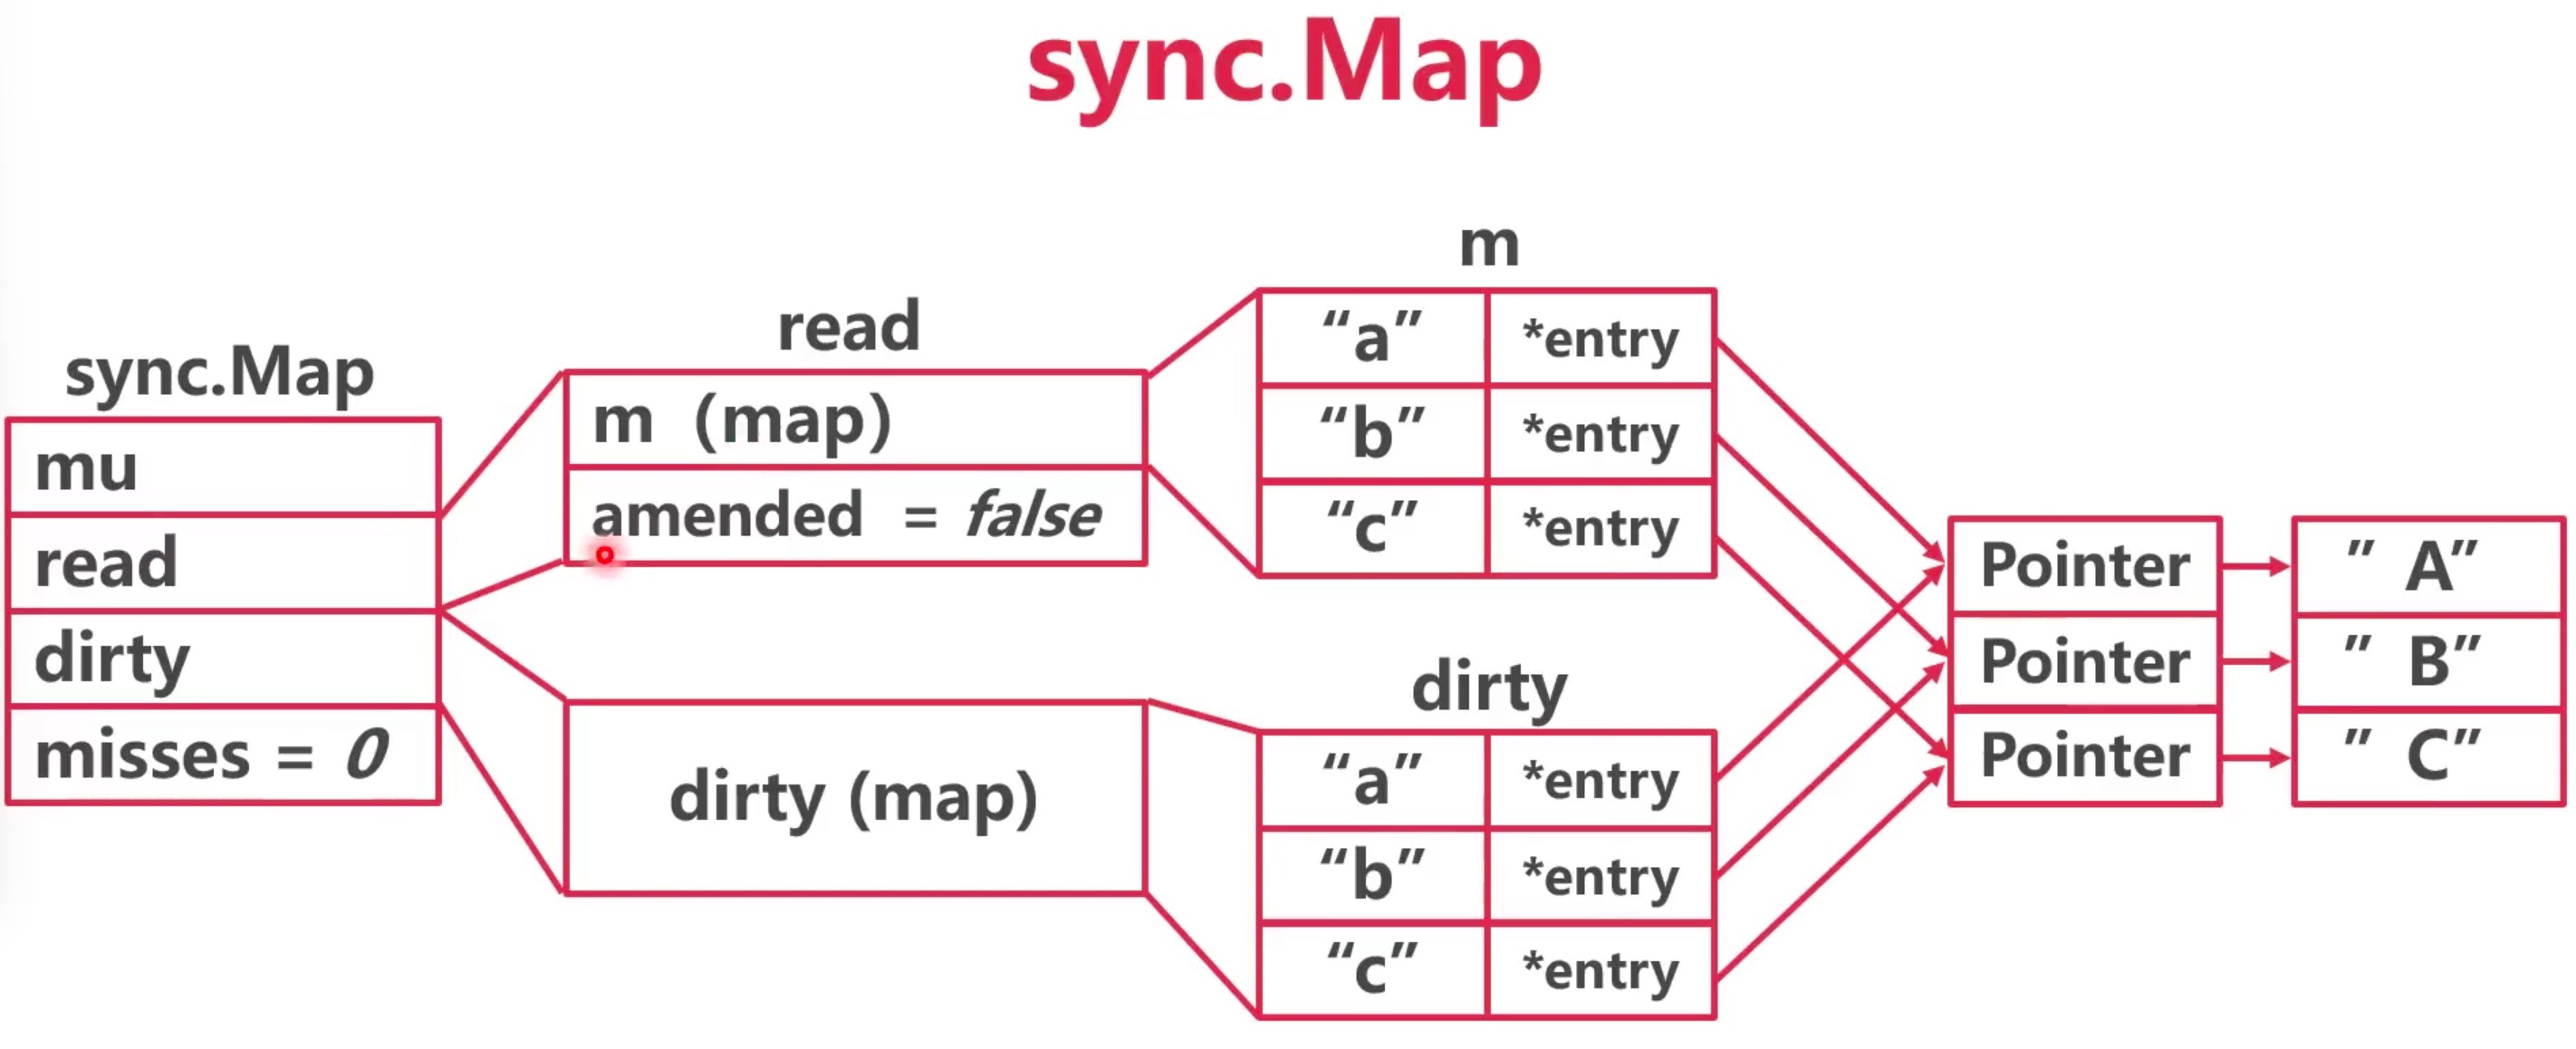 sync.Map
sync.Map
mu
read
dirty
misses = 0
read
m (map)
amended = false
dirty (map)
m
“a” *entry
“b” *entry
“c” *entry
dirty
“a” *entry
“b” *entry
“c” *entry
Pointer ” A”
Pointer ” B”
Pointer ” C”